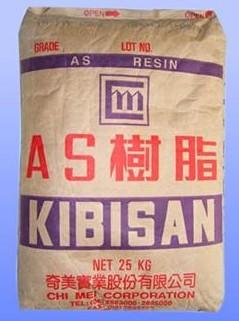 OPEN OPEN
GRADE LOT NO.
AS RESIN
AS樹脂
KIBISAN
NET 25 KG
奇美實業股份有限公司
CHI MEI CORPORATION